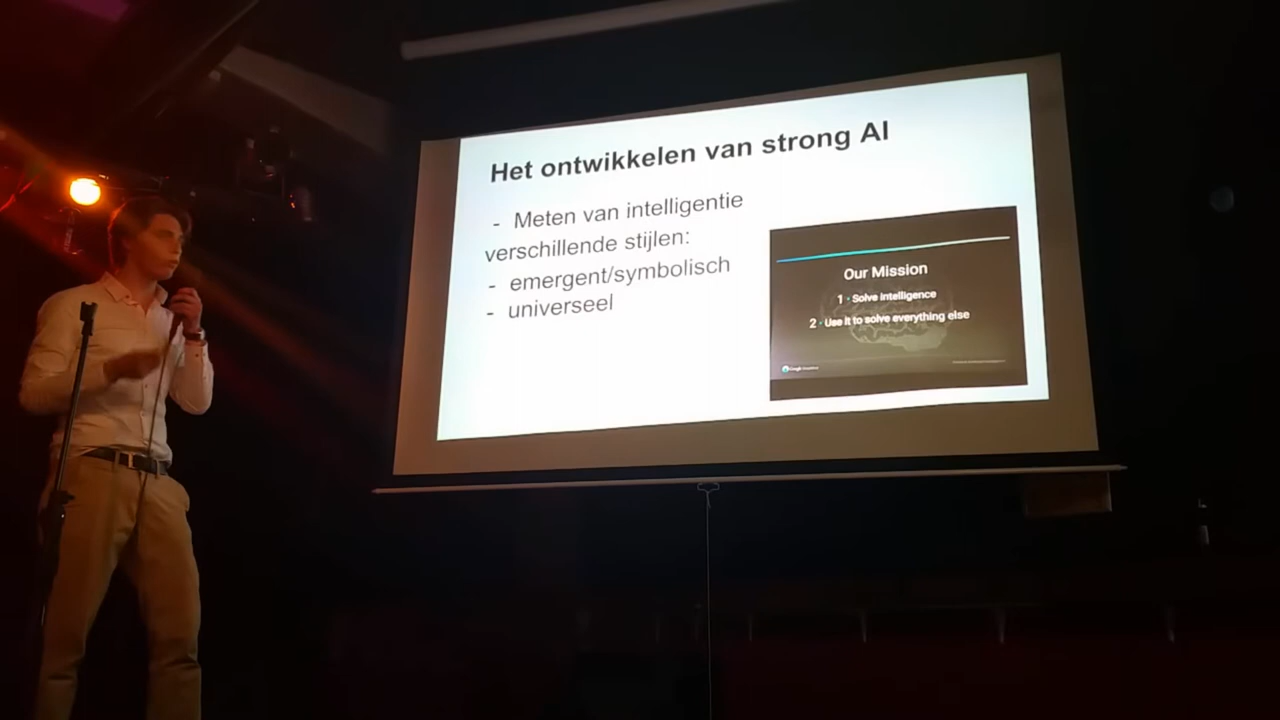 Het ontwikkelen van strong AI
- Meten van intelligentie
verschillende stijlen:
- emergent/symbolisch
- universeel
Our Mission
1 · Solve intelligence
2 · Use it to solve everything else
Google